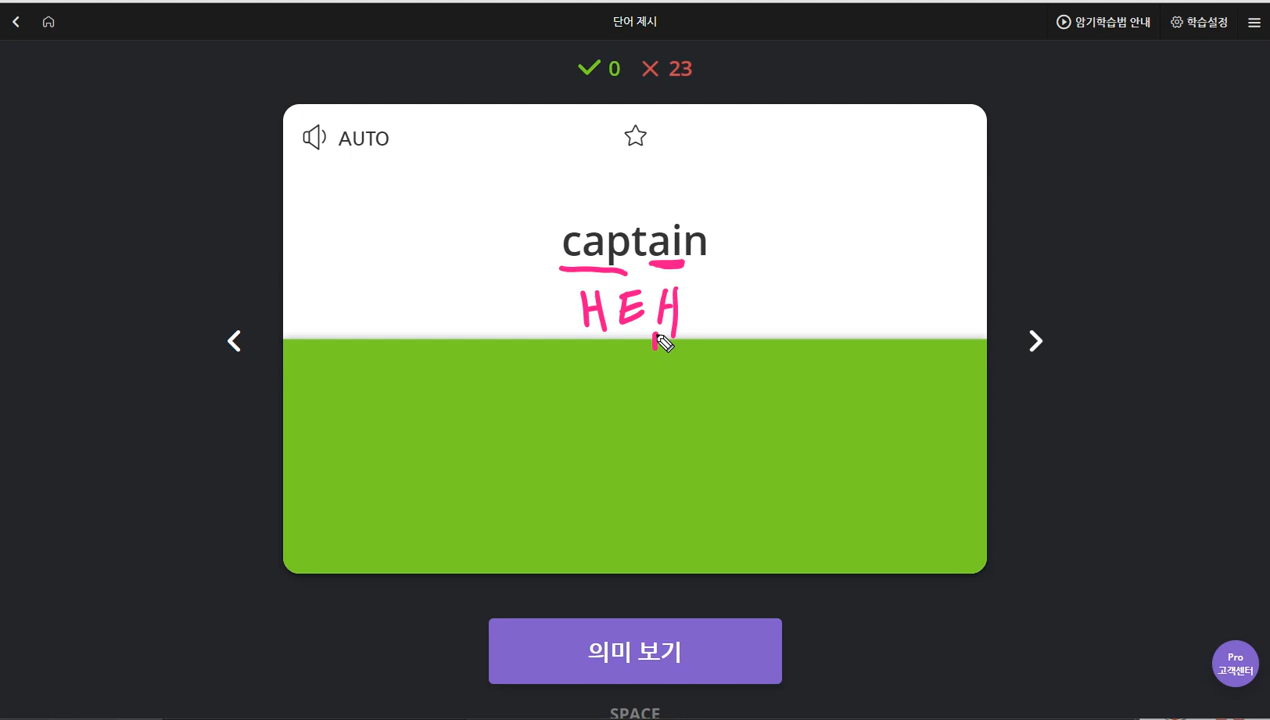 단어 제시
암기학습법 안내
학습설정
0 23
AUTO
captain
의미 보기
SPACE
Pro
고객센터